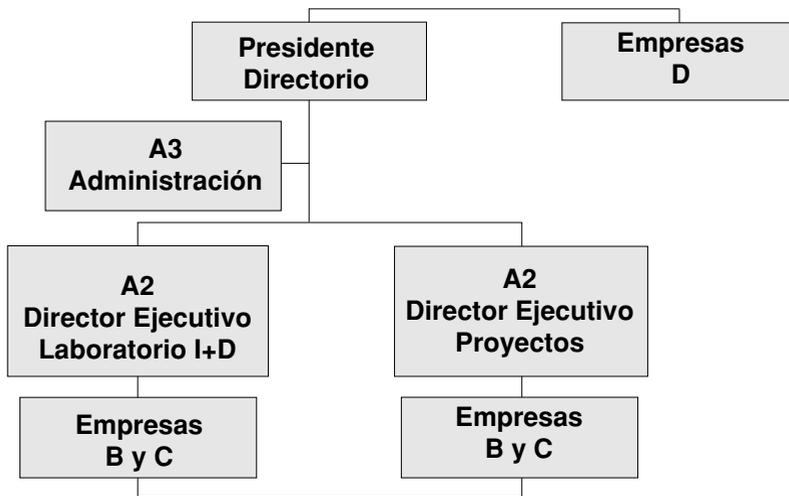 Presidente
Directorio
Empresas
D
A3
Administración
A2
Director Ejecutivo
Laboratorio I+D
A2
Director Ejecutivo
Proyectos
Empresas
B y C
Empresas
B y C